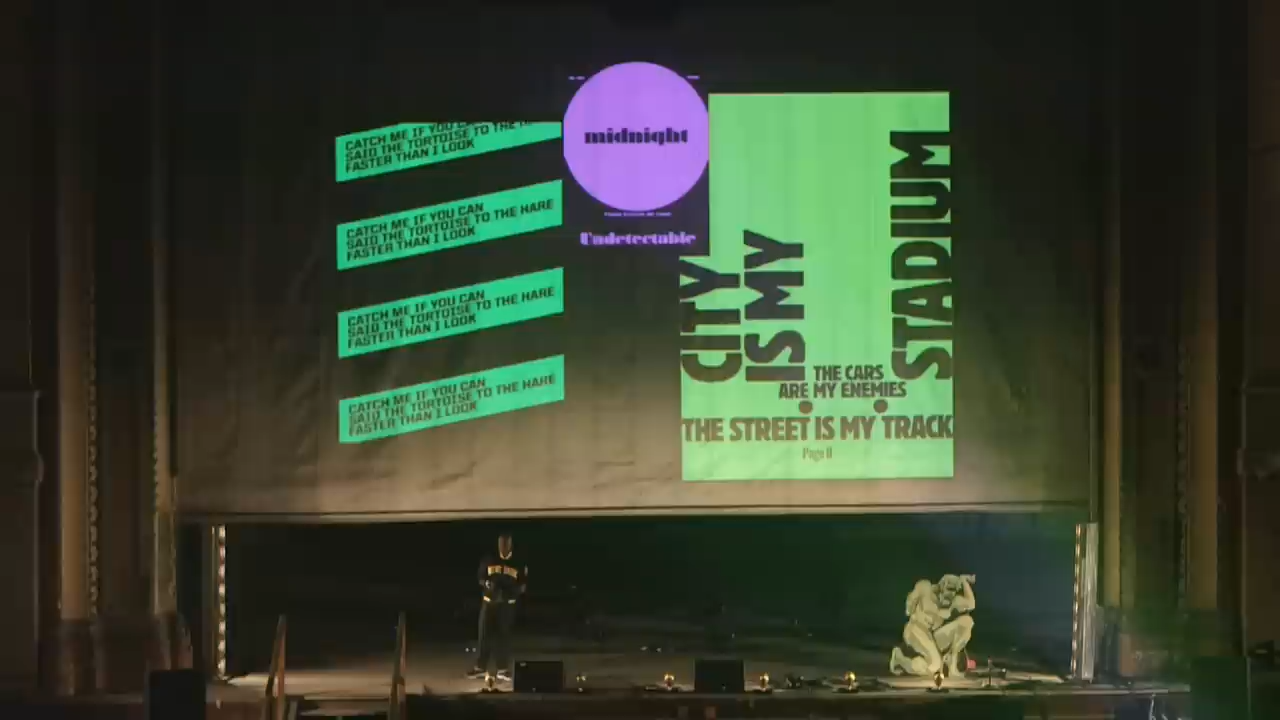 CATCH ME IF YOU CAN
SAID THE TORTOISE TO THE HARE
FASTER THAN I LOOK
CATCH ME IF YOU CAN
SAID THE TORTOISE TO THE HARE
FASTER THAN I LOOK
CATCH ME IF YOU CAN
SAID THE TORTOISE TO THE HARE
FASTER THAN I LOOK
CATCH ME IF YOU CAN
SAID THE TORTOISE TO THE HARE
FASTER THAN I LOOK
midnight
Undetectable
CITY
IS MY
STADIUM
THE CARS
ARE MY ENEMIES
THE STREET IS MY TRACK